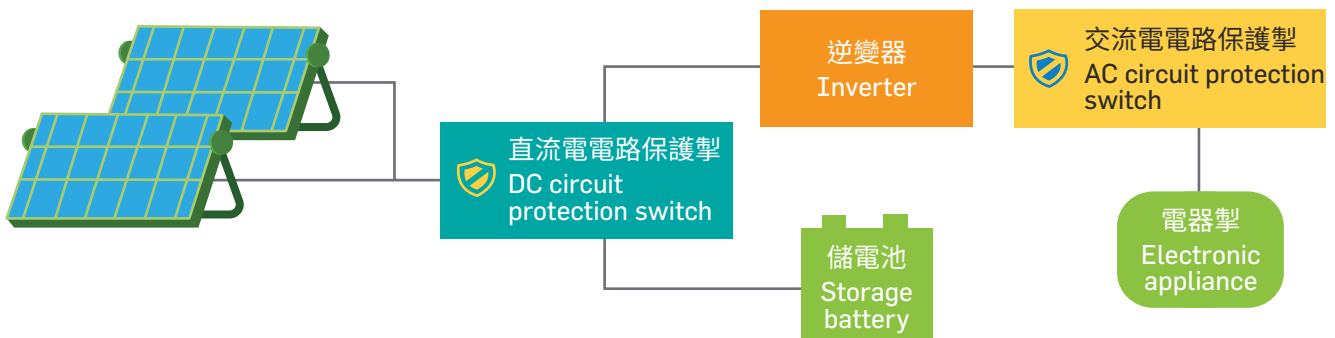 逆變器
Inverter
交流電電路保護掣
AC circuit protection
switch
直流電電路保護掣
DC circuit
protection switch
儲電池
Storage
battery
電器掣
Electronic
appliance